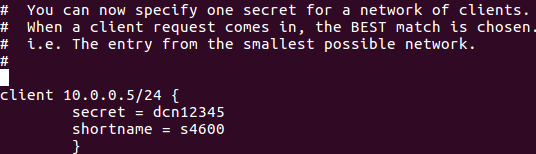 #  You can now specify one secret for a network of clients.
#  When a client request comes in, the BEST match is chosen.
#  i.e. The entry from the smallest possible network.
#
client 10.0.0.5/24 {
        secret = dcn12345
        shortname = s4600
        }